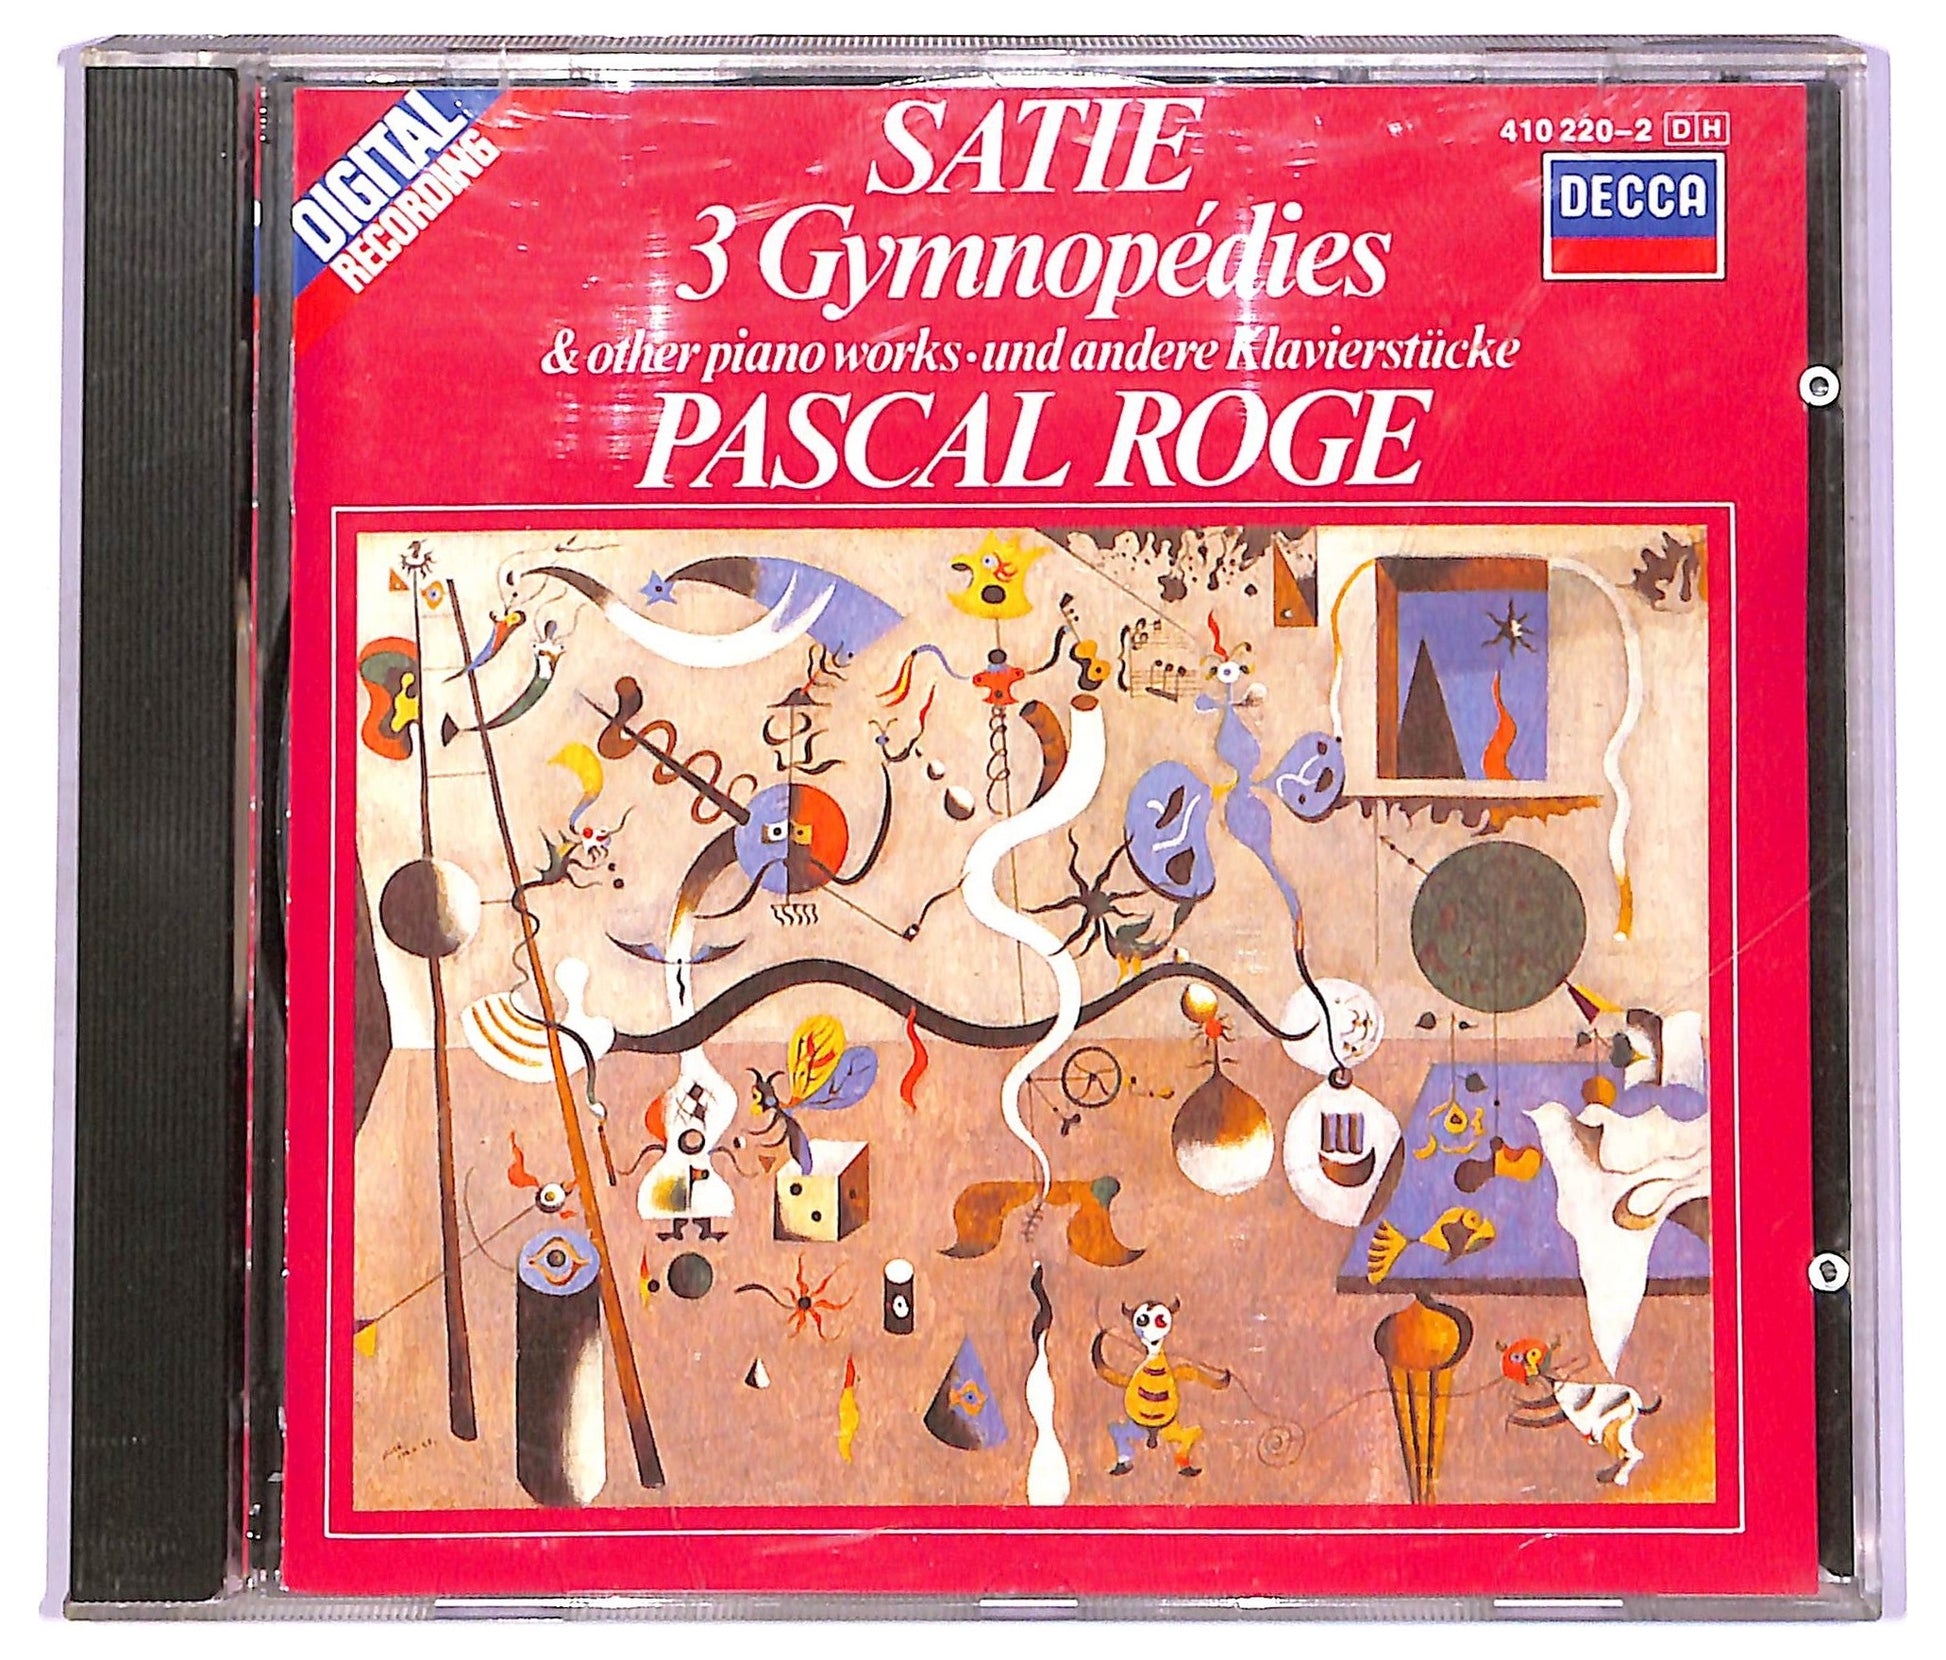 DIGITAL
RECORDING
SATIE
3 Gymnopédies
& other piano works · und andere Klavierstücke
PASCAL ROGE
410 220-2 DH
DECCA